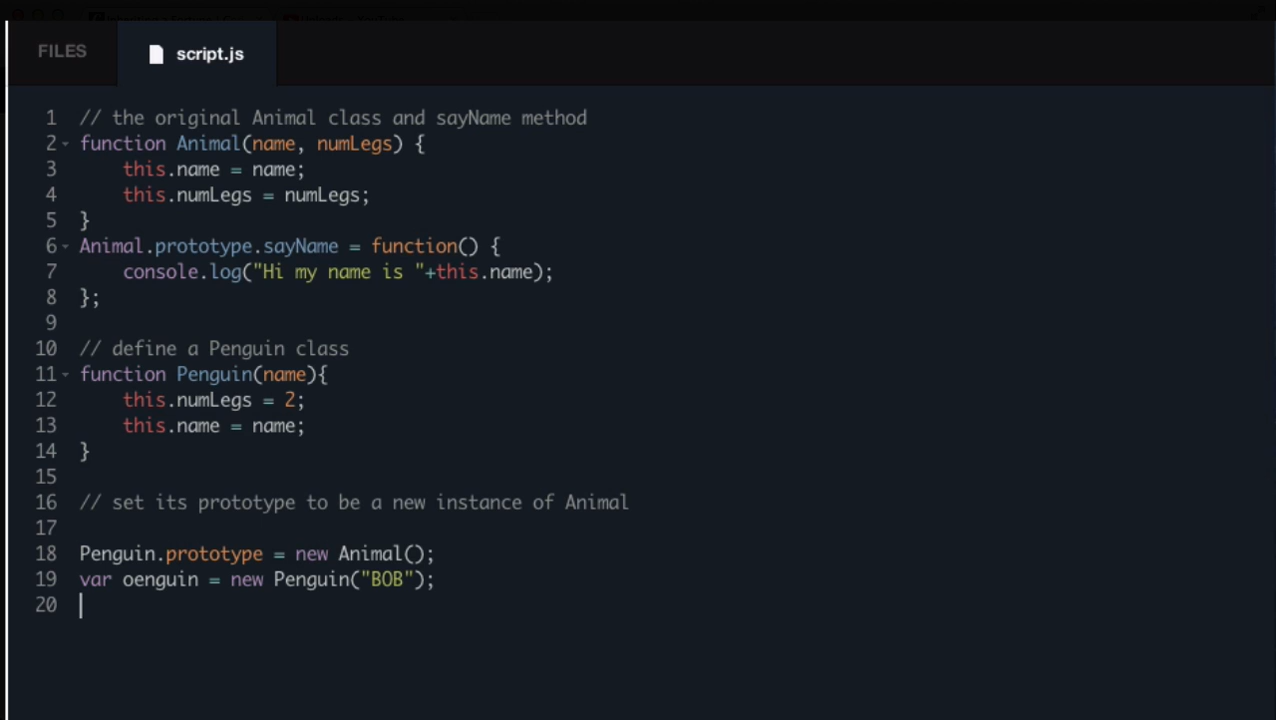 FILES
script.js
1 // the original Animal class and sayName method
2 function Animal(name, numLegs) {
3     this.name = name;
4     this.numLegs = numLegs;
5 }
6 Animal.prototype.sayName = function() {
7     console.log("Hi my name is "+this.name);
8 };
9
10 // define a Penguin class
11 function Penguin(name){
12     this.numLegs = 2;
13     this.name = name;
14 }
15
16 // set its prototype to be a new instance of Animal
17
18 Penguin.prototype = new Animal();
19 var oenguin = new Penguin("BOB");
20